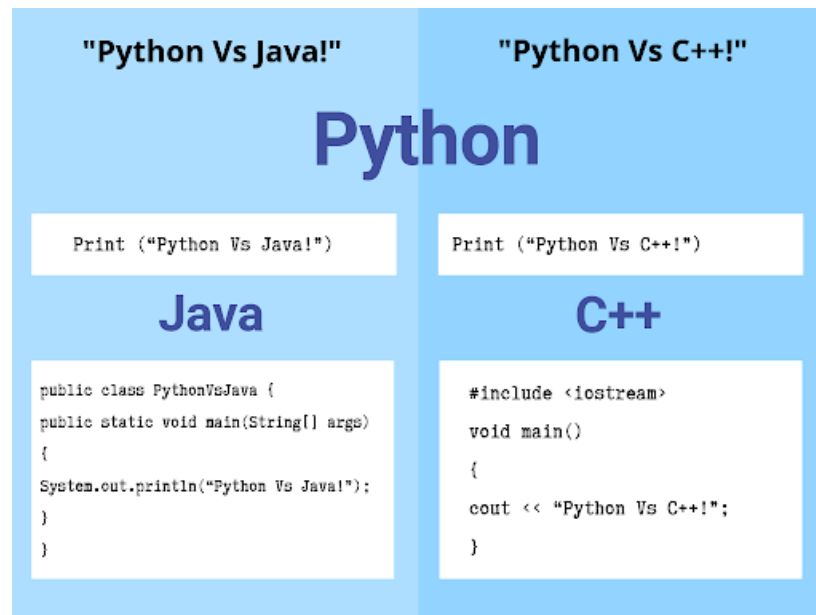 "Python Vs Java!"
"Python Vs C++!"
Python
Print (“Python Vs Java!”)
Print (“Python Vs C++!”)
Java
public class PythonVsJava {
public static void main(String[] args)
{
System.out.println(“Python Vs Java!”);
}
}
C++
#include <iostream>
void main()
{
cout << “Python Vs C++!”;
}